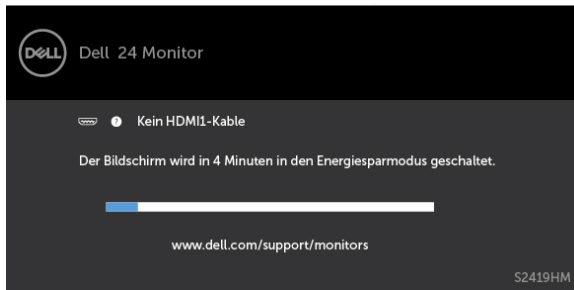 DELL Dell 24 Monitor
? Kein HDMI1-Kable
Der Bildschirm wird in 4 Minuten in den Energiesparmodus geschaltet.
www.dell.com/support/monitors
S2419HM